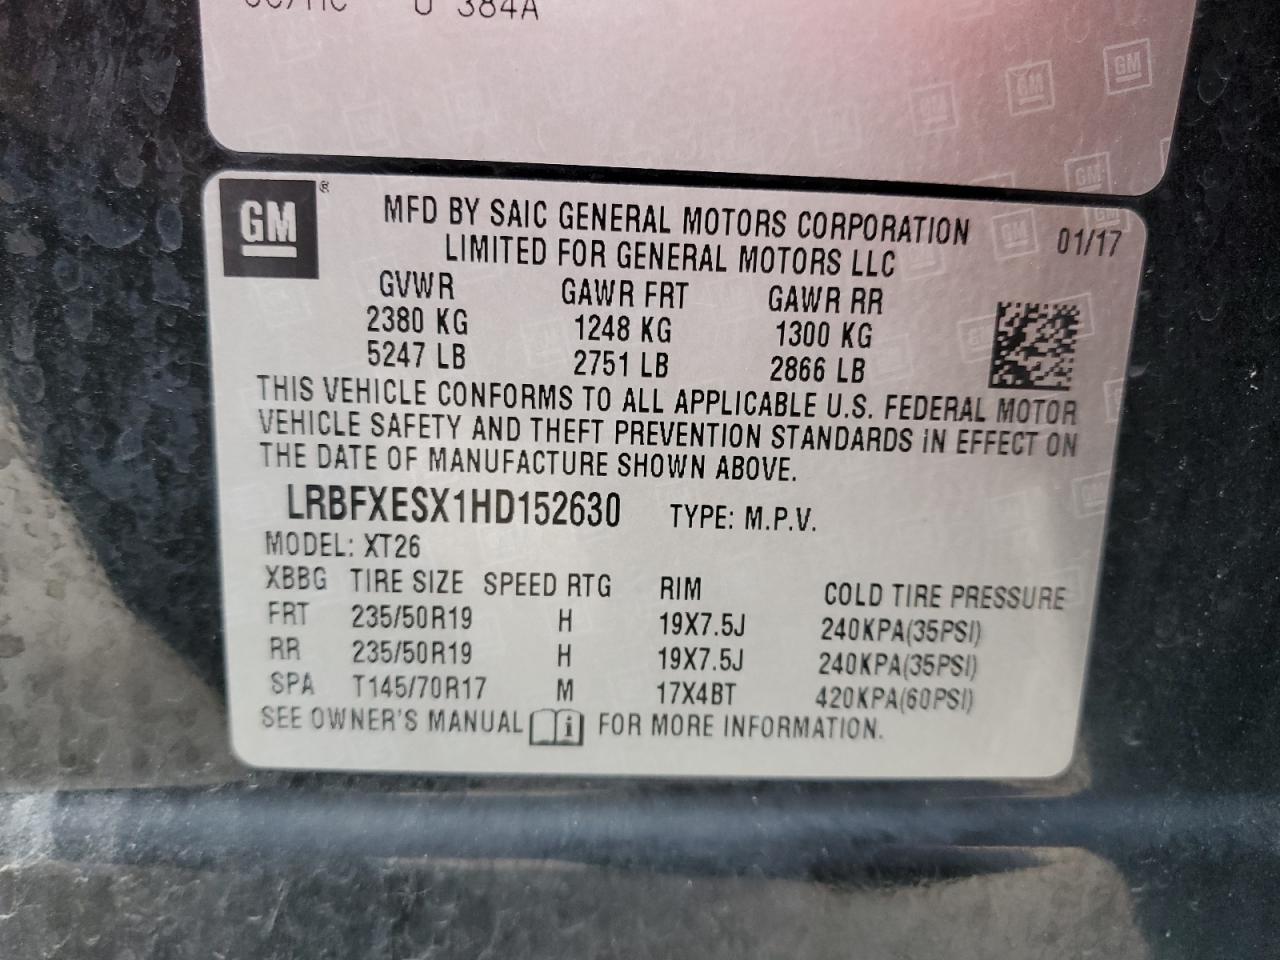 384A
GM
GM
GM
GM
GM ®
MFD BY SAIC GENERAL MOTORS CORPORATION
LIMITED FOR GENERAL MOTORS LLC
01/17
GVWR GAWR FRT GAWR RR
2380 KG 1248 KG 1300 KG
5247 LB 2751 LB 2866 LB
THIS VEHICLE CONFORMS TO ALL APPLICABLE U.S. FEDERAL MOTOR
VEHICLE SAFETY AND THEFT PREVENTION STANDARDS IN EFFECT ON
THE DATE OF MANUFACTURE SHOWN ABOVE.
LRBFXESX1HD152630 TYPE: M.P.V.
MODEL: XT26
XBBG TIRE SIZE SPEED RTG RIM COLD TIRE PRESSURE
FRT 235/50R19 H 19X7.5J 240KPA(35PSI)
RR 235/50R19 H 19X7.5J 240KPA(35PSI)
SPA T145/70R17 M 17X4BT 420KPA(60PSI)
SEE OWNER'S MANUAL i FOR MORE INFORMATION.